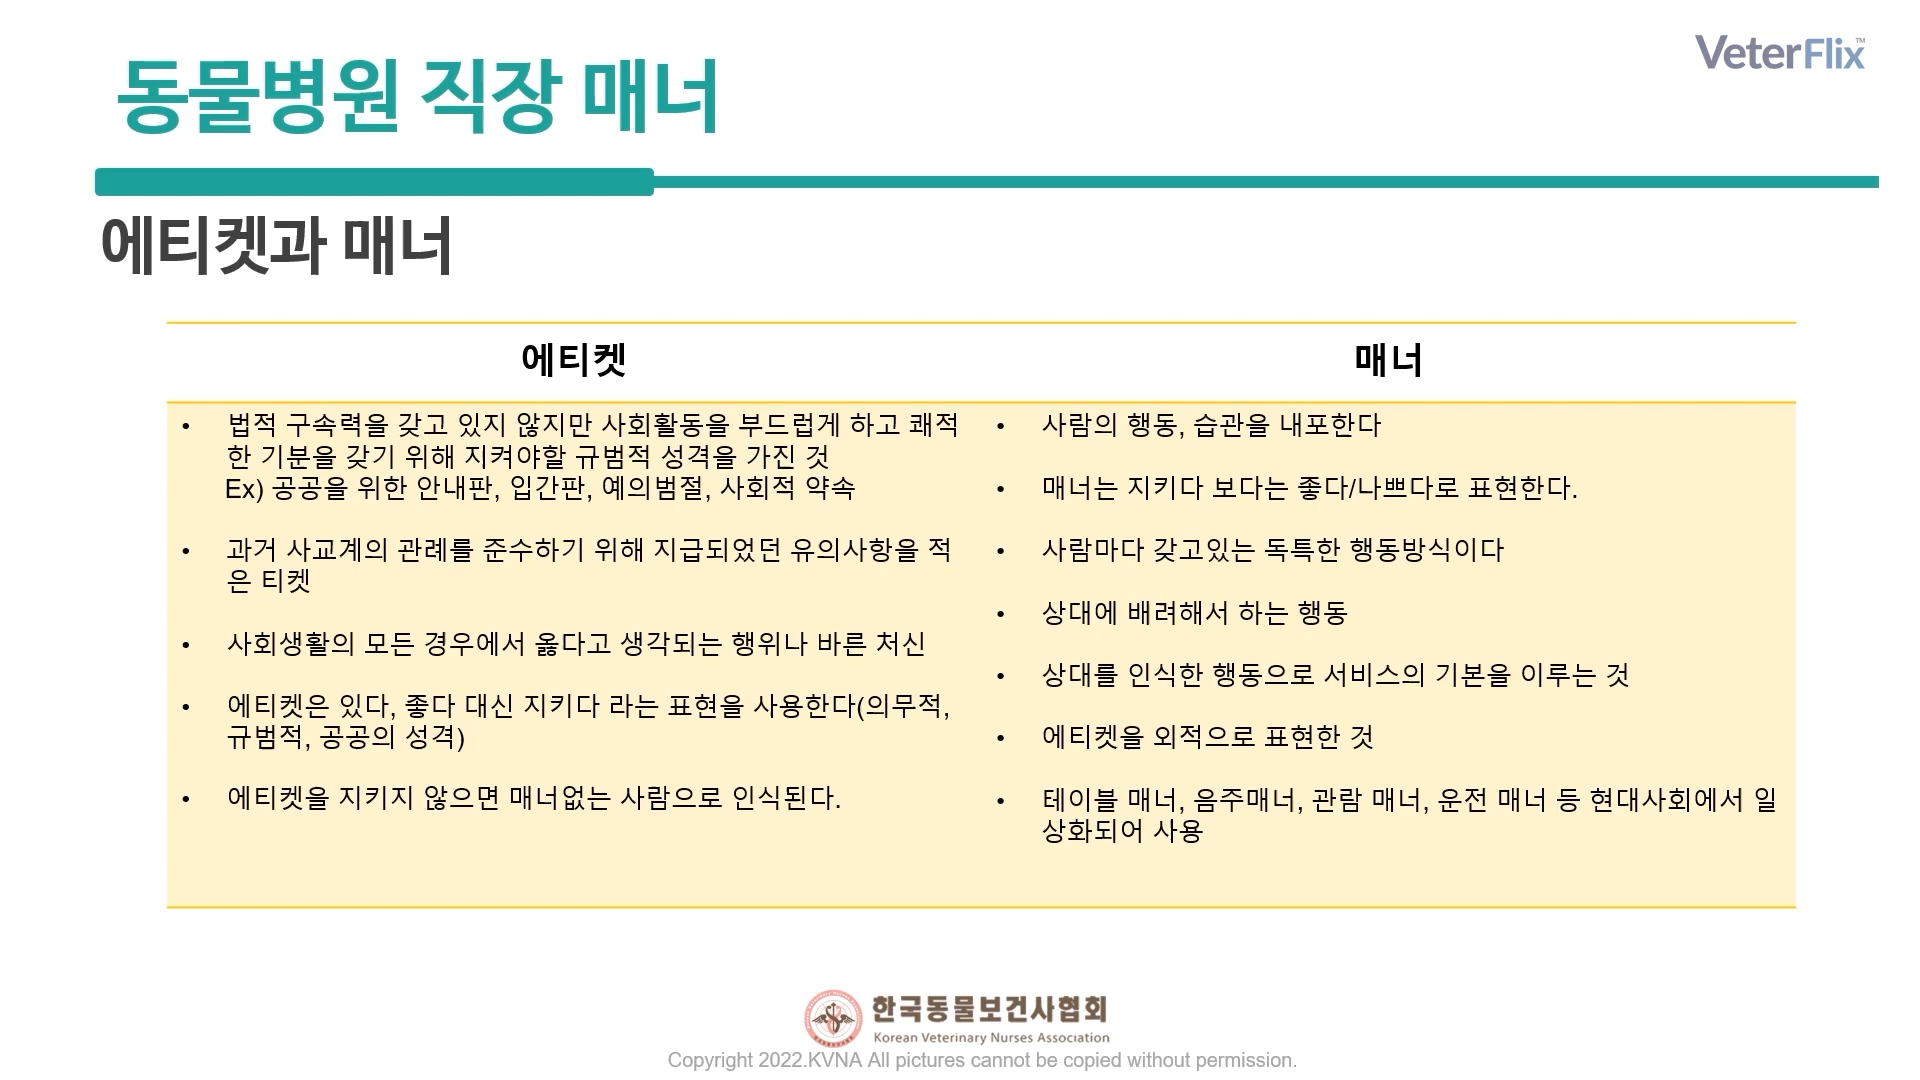 VeterFlix™
동물병원 직장 매너
에티켓과 매너
에티켓
• 법적 구속력을 갖고 있지 않지만 사회활동을 부드럽게 하고 쾌적
한 기분을 갖기 위해 지켜야할 규범적 성격을 가진 것
Ex) 공공을 위한 안내판, 입간판, 예의범절, 사회적 약속
• 과거 사교계의 관례를 준수하기 위해 지급되었던 유의사항을 적
은 티켓
• 사회생활의 모든 경우에서 옳다고 생각되는 행위나 바른 처신
• 에티켓은 있다, 좋다 대신 지키다 라는 표현을 사용한다(의무적,
규범적, 공공의 성격)
• 에티켓을 지키지 않으면 매너없는 사람으로 인식된다.
매너
• 사람의 행동, 습관을 내포한다
• 매너는 지키다 보다는 좋다/나쁘다로 표현한다.
• 사람마다 갖고있는 독특한 행동방식이다
• 상대에 배려해서 하는 행동
• 상대를 인식한 행동으로 서비스의 기본을 이루는 것
• 에티켓을 외적으로 표현한 것
• 테이블 매너, 음주매너, 관람 매너, 운전 매너 등 현대사회에서 일
상화되어 사용
한국동물보건사협회
Korean Veterinary Nurses Association
Copyright 2022.KVNA All pictures cannot be copied without permission.